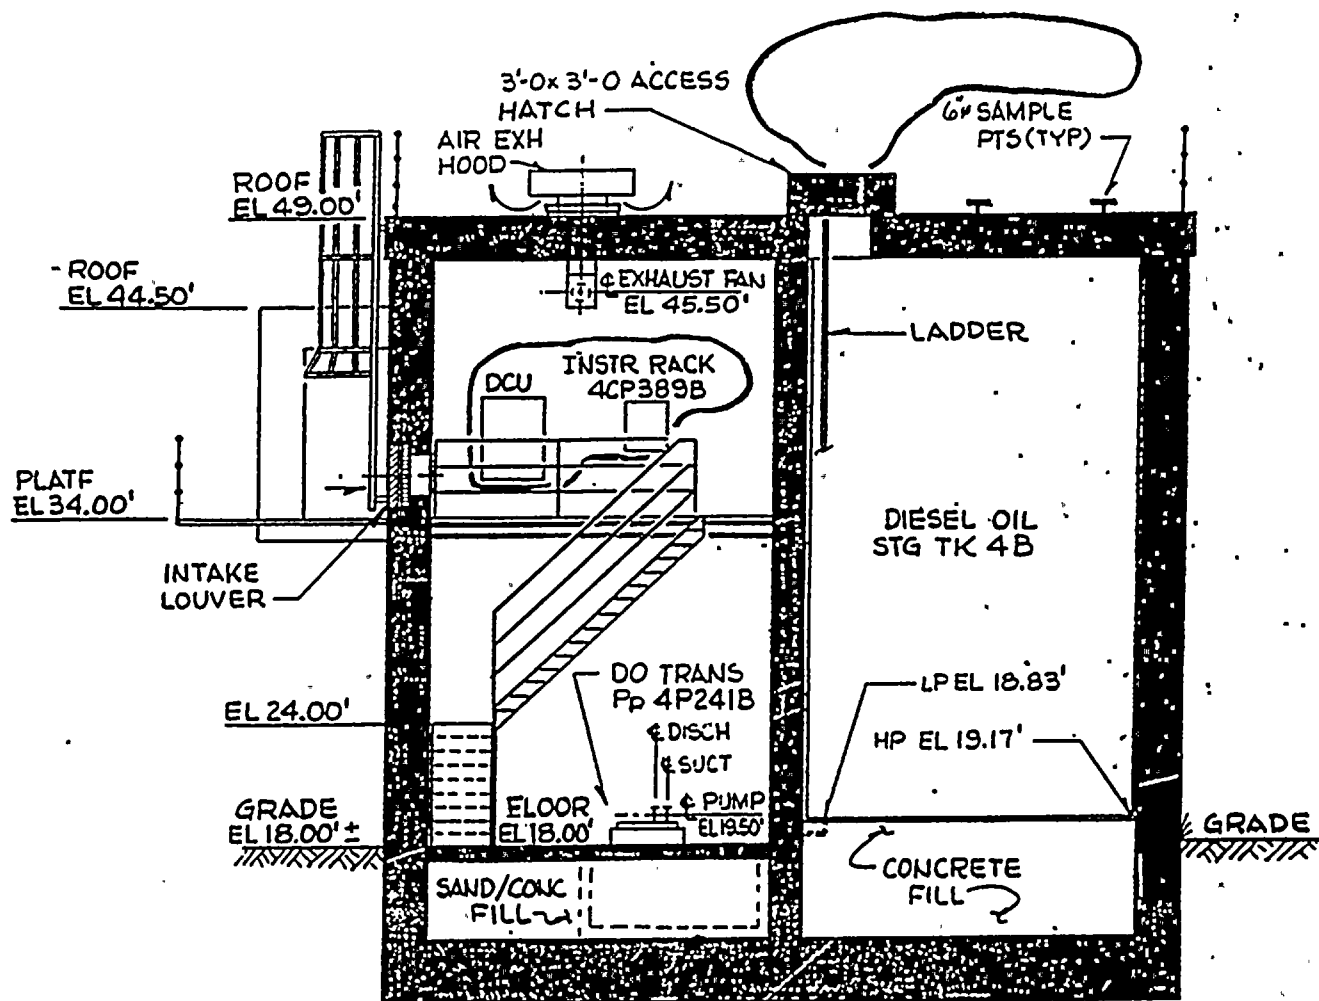 3'-0x3'-0 ACCESS
HATCH
6"ø SAMPLE
PTS (TYP)
AIR EXH
HOOD
ROOF
EL 49.00'
ROOF
EL 44.50'
℄ EXHAUST FAN
EL 45.50'
LADDER
INSTR RACK
4CP389B
DCU
PLATF
EL 34.00'
DIESEL OIL
STG TK 4B
INTAKE
LOUVER
DO TRANS
Pp 4P241B
LP EL 18.83'
EL 24.00'
℄ DISCH
HP EL 19.17'
℄ SUCT
GRADE
EL 18.00' ±
FLOOR
EL 18.00'
℄ PUMP
EL 19.50'
GRADE
CONCRETE
FILL
SAND/CONC
FILL